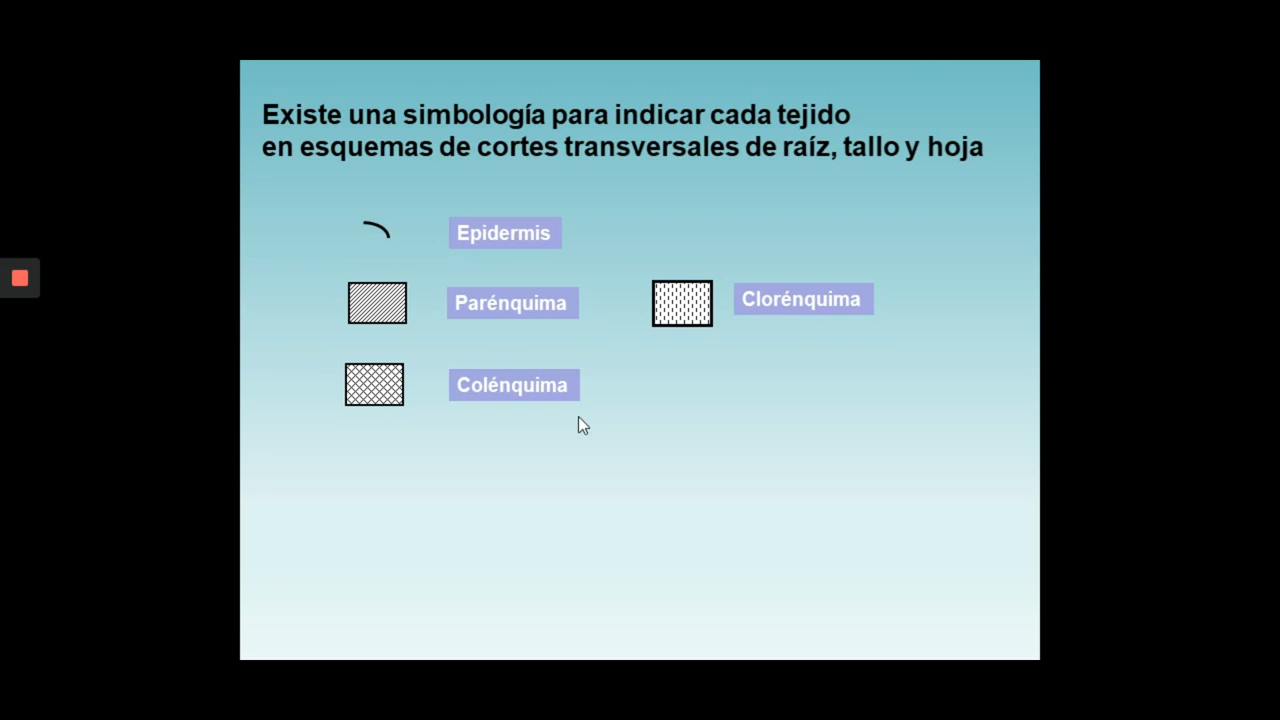 Existe una simbología para indicar cada tejido
en esquemas de cortes transversales de raíz, tallo y hoja
Epidermis
Parénquima
Clorénquima
Colénquima